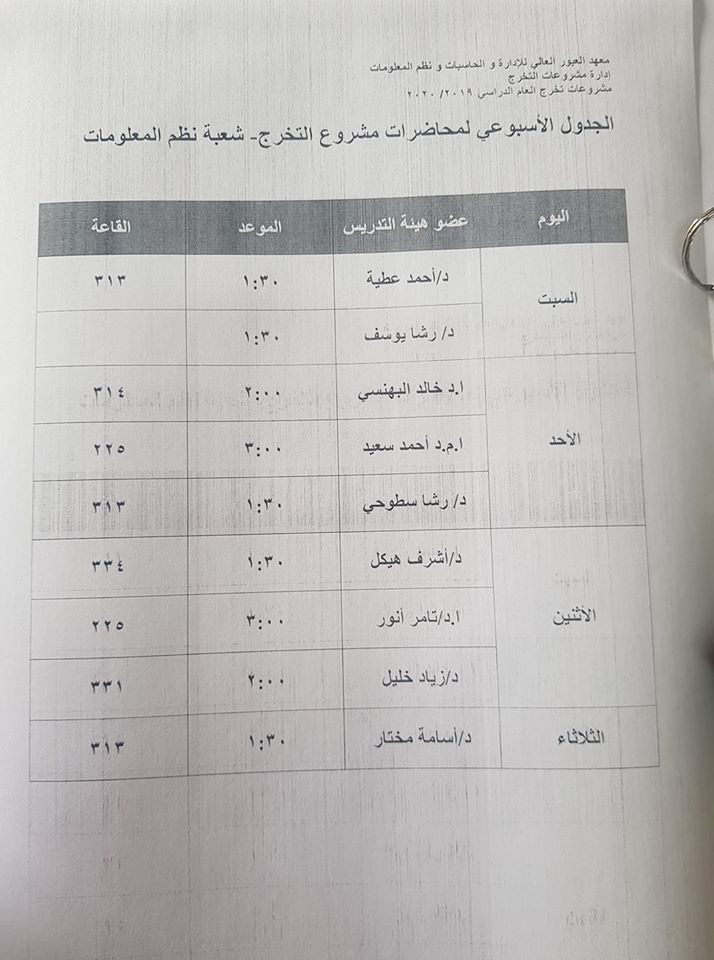 معهد العبور العالي للإدارة و الحاسبات و نظم المعلومات
إدارة مشروعات التخرج
مشروعات تخرج العام الدراسى ٢٠١٩/ ٢٠٢٠
الجدول الأسبوعي لمحاضرات مشروع التخرج- شعبة نظم المعلومات
اليوم عضو هيئة التدريس الموعد القاعة
السبت د/أحمد عطية ١:٣٠ ٣١٣
د/ رشا يوسف ١:٣٠
الأحد ا.د خالد البهنسي ٢:٠٠ ٣١٤
ا.م.د أحمد سعيد ٣:٠٠ ٢٢٥
د/ رشا سطوحي ١:٣٠ ٣١٣
الأثنين د/أشرف هيكل ١:٣٠ ٣٣٤
ا.د/تامر أنور ٣:٠٠ ٢٢٥
د/زياد خليل ٢:٠٠ ٣٣١
الثلاثاء د/أسامة مختار ١:٣٠ ٣١٣